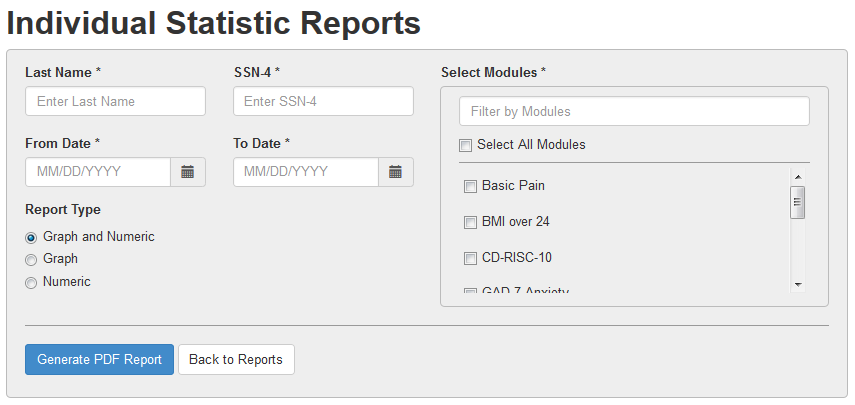 Individual Statistic Reports
Last Name *
Enter Last Name
SSN-4 *
Enter SSN-4
From Date *
MM/DD/YYYY
To Date *
MM/DD/YYYY
Report Type
Graph and Numeric
Graph
Numeric
Select Modules *
Filter by Modules
Select All Modules
Basic Pain
BMI over 24
CD-RISC-10
GAD 7 Anxiety
Generate PDF Report
Back to Reports